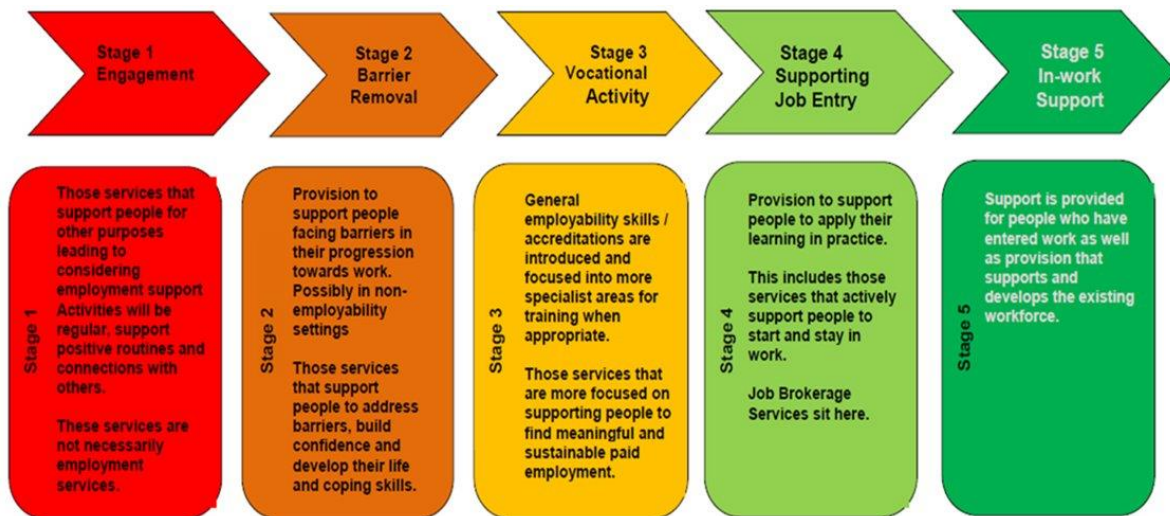 Stage 1
Engagement
Stage 2
Barrier
Removal
Stage 3
Vocational
Activity
Stage 4
Supporting
Job Entry
Stage 5
In-work
Support
Stage 1
Those services that
support people for
other purposes
leading to
considering
employment support
Activities will be
regular, support
positive routines and
connections with
others.
These services are
not necessarily
employment
services.
Stage 2
Provision to
support people
facing barriers in
their progression
towards work.
Possibly in non-
employability
settings
Those services
that support
people to address
barriers, build
confidence and
develop their life
and coping skills.
Stage 3
General
employability skills /
accreditations are
introduced and
focused into more
specialist areas for
training when
appropriate.
Those services that
are more focused on
supporting people to
find meaningful and
sustainable paid
employment.
Stage 4
Provision to support
people to apply their
learning in practice.
This includes those
services that actively
support people to
start and stay in
work.
Job Brokerage
Services sit here.
Stage 5
Support is provided
for people who have
entered work as well
as provision that
supports and
develops the existing
workforce.